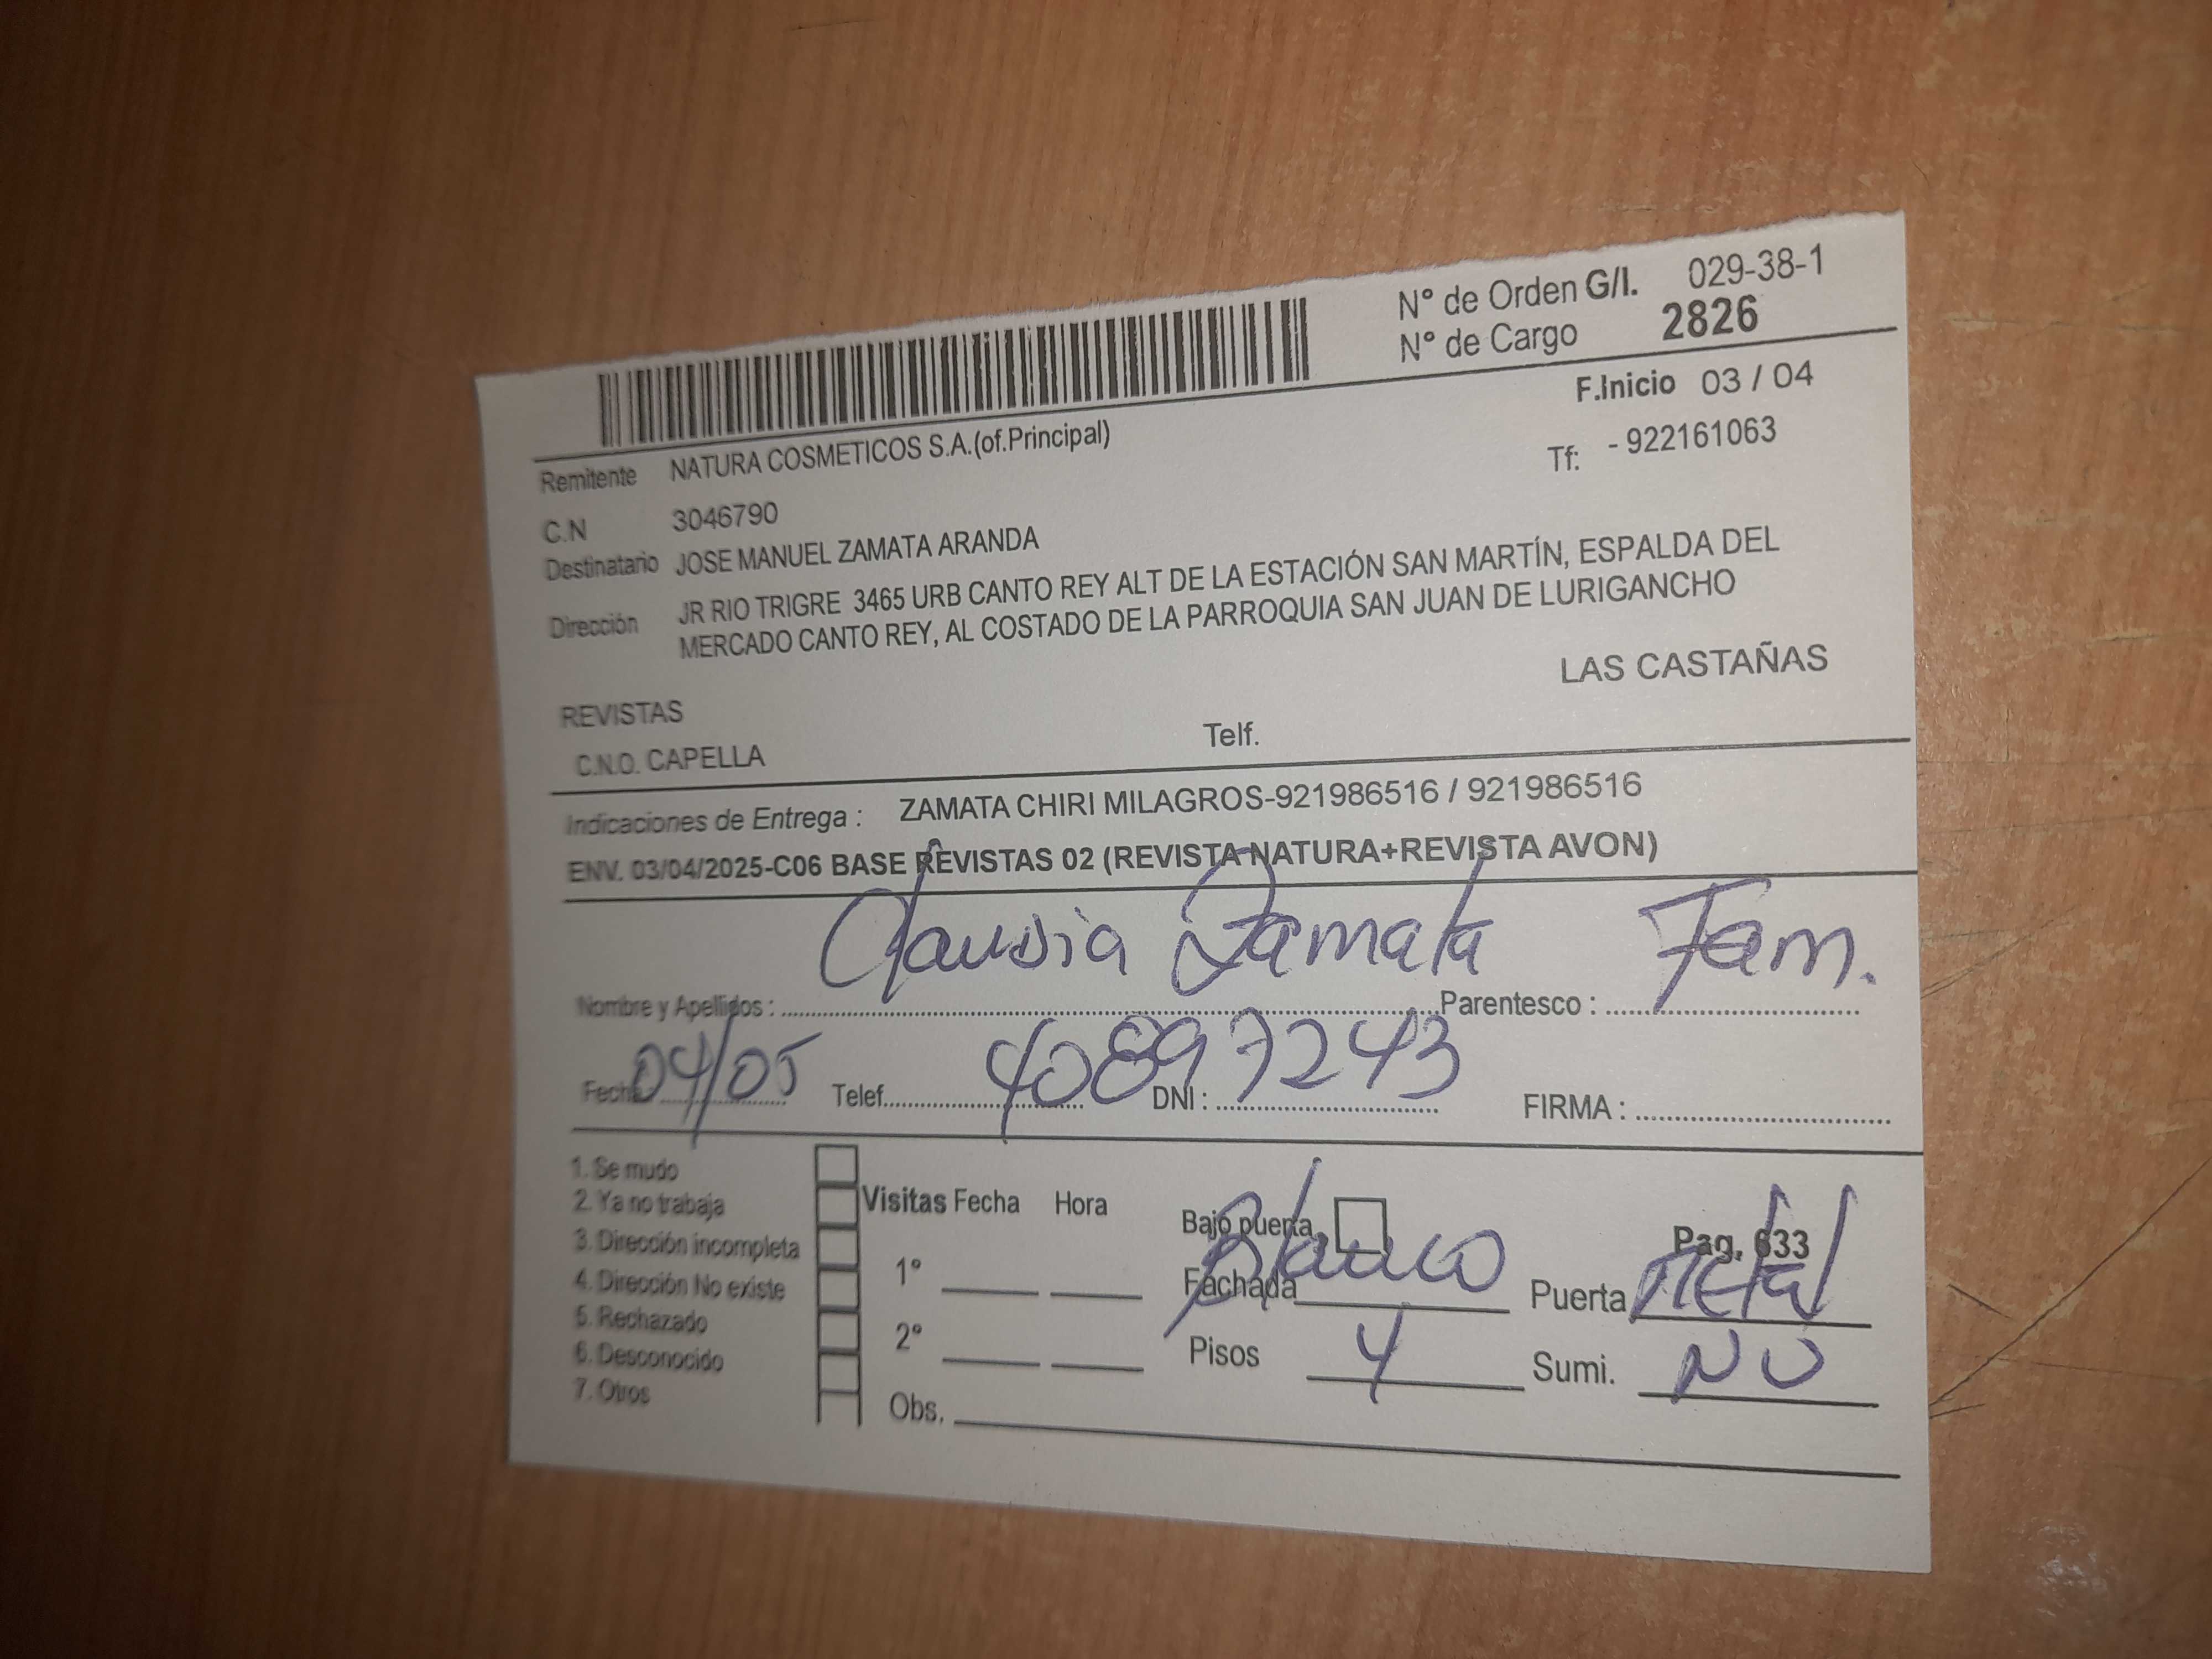 N° de Orden G/I. 029-38-1
N° de Cargo 2826
F.Inicio 03 / 04
Remitente NATURA COSMETICOS S.A.(of.Principal)
Tf: - 922161063
C.N 3046790
Destinatario JOSE MANUEL ZAMATA ARANDA
Dirección JR RIO TRIGRE 3465 URB CANTO REY ALT DE LA ESTACIÓN SAN MARTÍN, ESPALDA DEL
MERCADO CANTO REY, AL COSTADO DE LA PARROQUIA SAN JUAN DE LURIGANCHO
LAS CASTAÑAS
REVISTAS
C.N.O. CAPELLA Telf.
Indicaciones de Entrega : ZAMATA CHIRI MILAGROS-921986516 / 921986516
ENV. 03/04/2025-C06 BASE REVISTAS 02 (REVISTA NATURA+REVISTA AVON)
Nombre y Apellidos : Claudia Zamata Parentesco : Fam.
Fecha 04/05 Telef. DNI : 40897243 FIRMA :
1. Se mudo
2. Ya no trabaja
3. Dirección incompleta
4. Dirección No existe
5. Rechazado
6. Desconocido
7. Otros
Visitas Fecha Hora
1°
2°
Obs.
Bajo puerta Pag. 633
Fachada blanco Puerta metal
Pisos 4 Sumi. NO